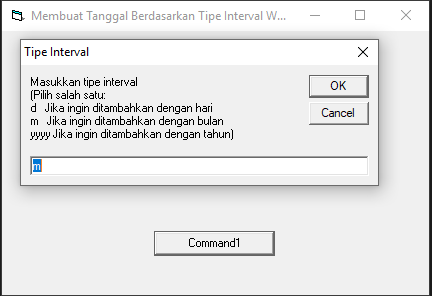 Membuat Tanggal Berdasarkan Tipe Interval W...
Tipe Interval
Masukkan tipe interval
(Pilih salah satu:
d Jika ingin ditambahkan dengan hari
m Jika ingin ditambahkan dengan bulan
yyyy Jika ingin ditambahkan dengan tahun)
OK
Cancel
m
Command1